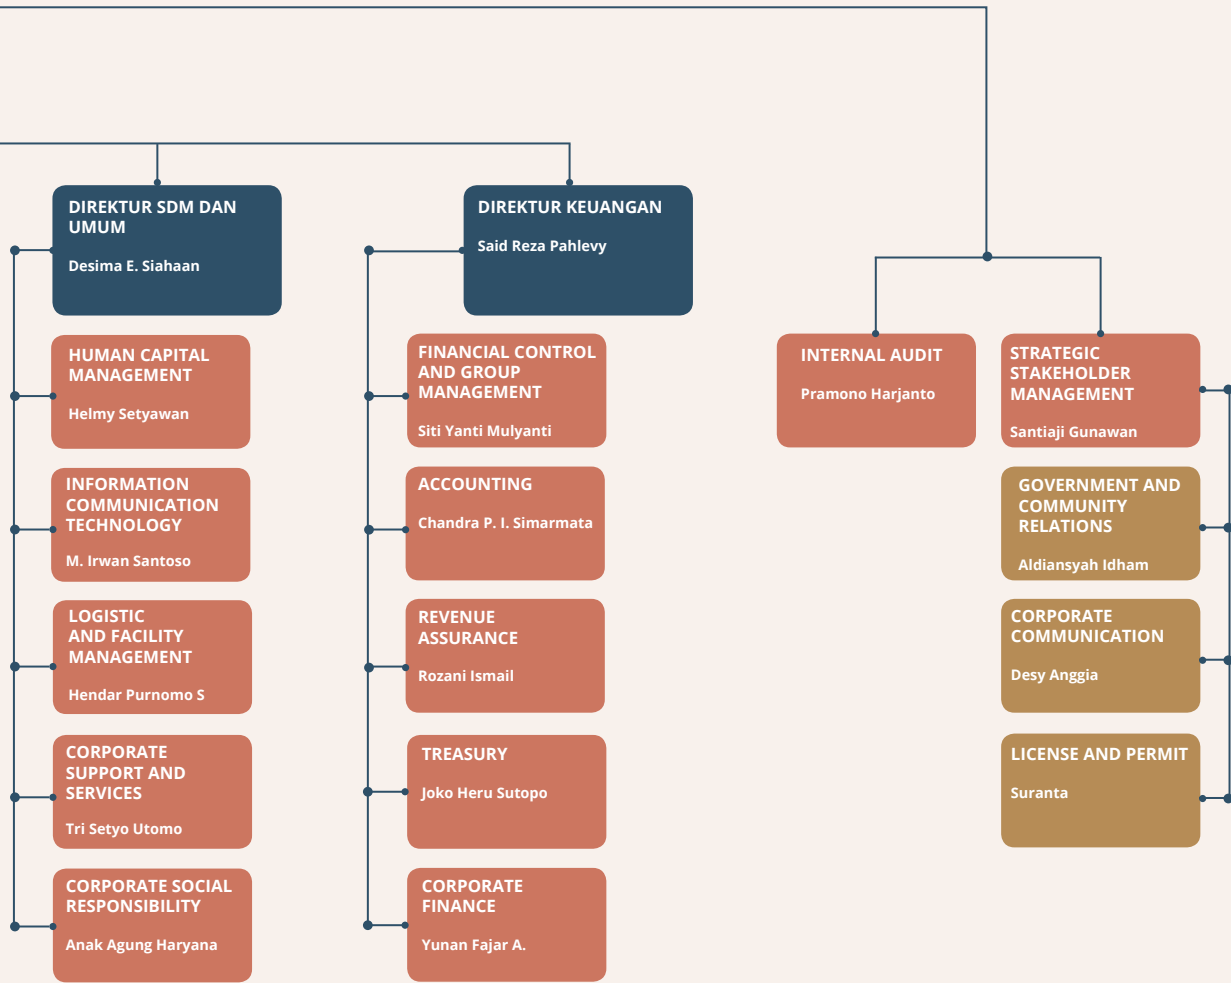 DIREKTUR SDM DAN
UMUM
Desima E. Siahaan
HUMAN CAPITAL
MANAGEMENT
Helmy Setyawan
INFORMATION
COMMUNICATION
TECHNOLOGY
M. Irwan Santoso
LOGISTIC
AND FACILITY
MANAGEMENT
Hendar Purnomo S
CORPORATE
SUPPORT AND
SERVICES
Tri Setyo Utomo
CORPORATE SOCIAL
RESPONSIBILITY
Anak Agung Haryana
DIREKTUR KEUANGAN
Said Reza Pahlevy
FINANCIAL CONTROL
AND GROUP
MANAGEMENT
Siti Yanti Mulyanti
ACCOUNTING
Chandra P. I. Simarmata
REVENUE
ASSURANCE
Rozani Ismail
TREASURY
Joko Heru Sutopo
CORPORATE
FINANCE
Yunan Fajar A.
INTERNAL AUDIT
Pramono Harjanto
STRATEGIC
STAKEHOLDER
MANAGEMENT
Santiaji Gunawan
GOVERNMENT AND
COMMUNITY
RELATIONS
Aldiansyah Idham
CORPORATE
COMMUNICATION
Desy Anggia
LICENSE AND PERMIT
Suranta